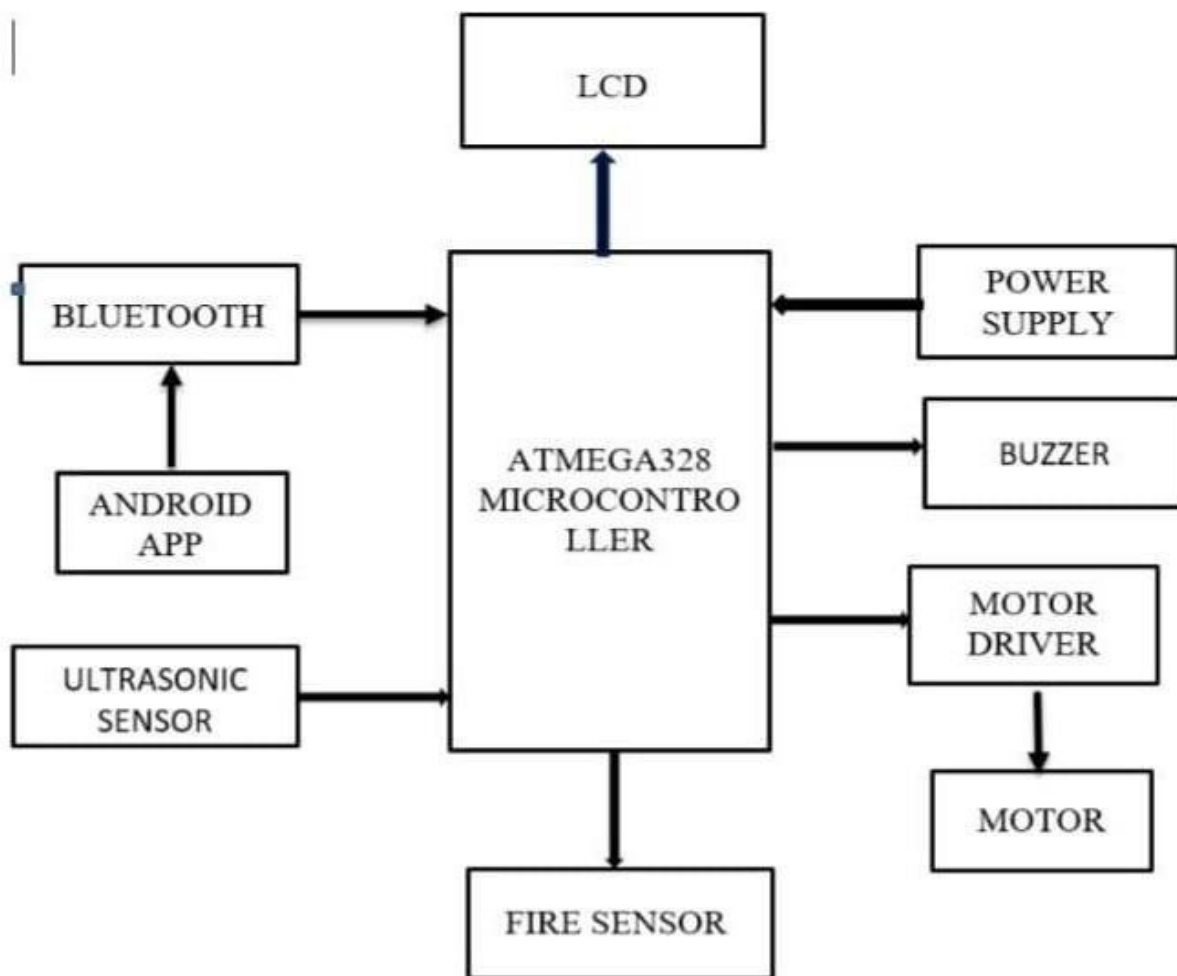 LCD
BLUETOOTH
POWER
SUPPLY
ANDROID
APP
ATMEGA328
MICROCONTRO
LLER
BUZZER
ULTRASONIC
SENSOR
MOTOR
DRIVER
MOTOR
FIRE SENSOR